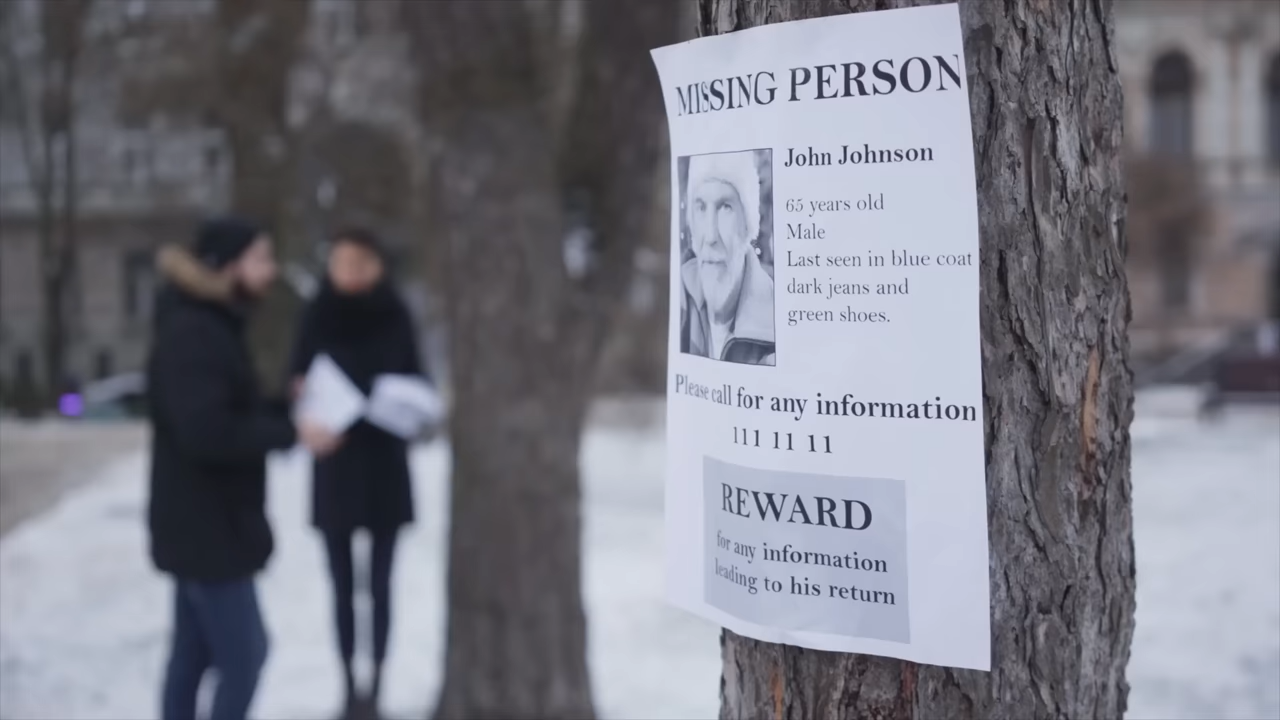 MISSING PERSON
John Johnson
65 years old
Male
Last seen in blue coat
dark jeans and
green shoes.
Please call for any information
111 11 11
REWARD
for any information
leading to his return